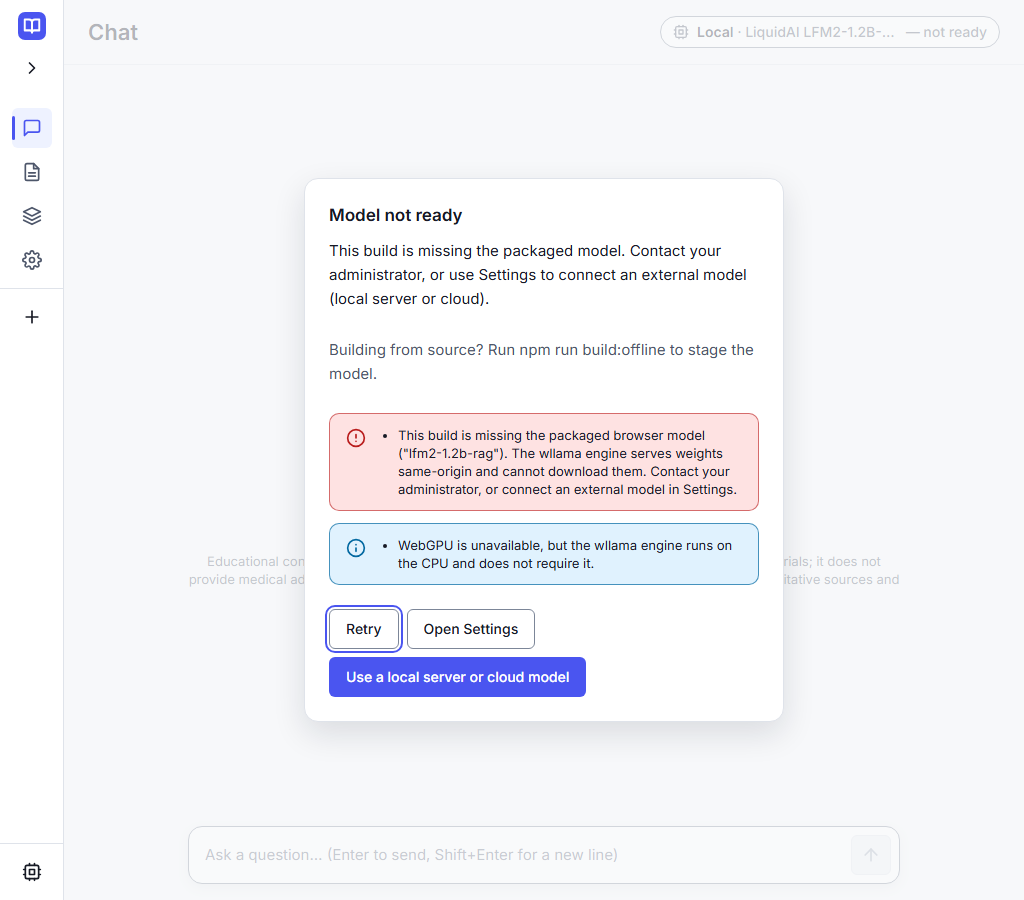 Chat
Local · LiquidAI LFM2-1.2B-... — not ready
Model not ready
This build is missing the packaged model. Contact your
administrator, or use Settings to connect an external model
(local server or cloud).
Building from source? Run npm run build:offline to stage the
model.
• This build is missing the packaged browser model
("lfm2-1.2b-rag"). The wllama engine serves weights
same-origin and cannot download them. Contact your
administrator, or connect an external model in Settings.
• WebGPU is unavailable, but the wllama engine runs on
the CPU and does not require it.
Educational con rials; it does not
provide medical ad itative sources and
Retry Open Settings
Use a local server or cloud model
Ask a question... (Enter to send, Shift+Enter for a new line)